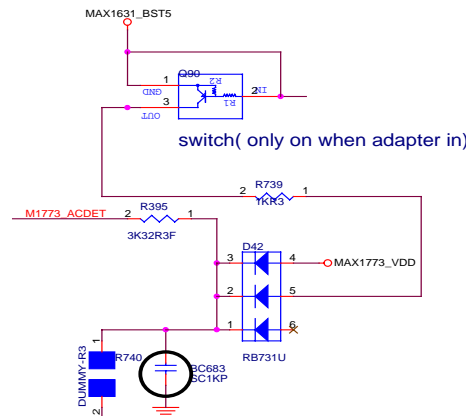 MAX1631_BST5
Q90
1
GND
R2
R1
IN
2
3
OUT
switch( only on when adapter in)
R739
2
1
1KR3
M1773_ACDET
R395
2
1
3K32R3F
D42
3
4
MAX1773_VDD
2
5
1
6
RB731U
1
R740
DUMMY-R3
2
BC683
SC1KP